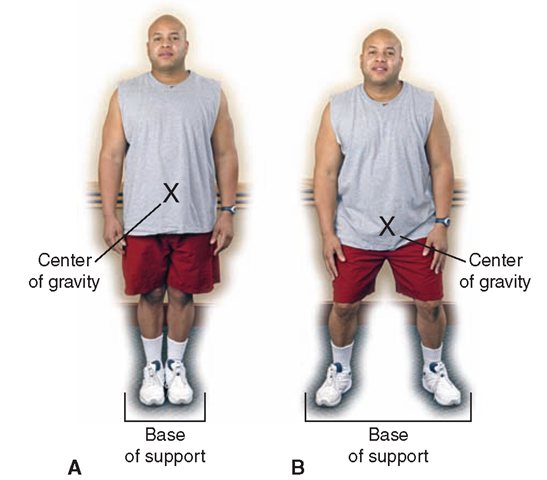 X
X
Center
of gravity
Center
of gravity
Base
of support
Base
of support
A
B